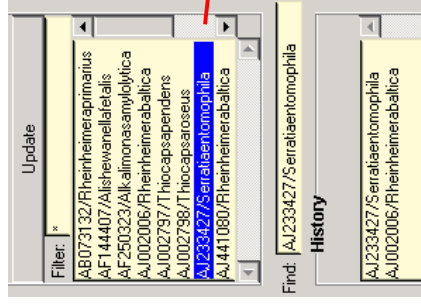 Update
Filter: *
AB073132/Rheinheimeraprimarius
AF144407/Alishewanellafetalis
AF250323/Alkalimonasamylolytica
AJ002006/Rheinheimerabaltica
AJ002797/Thiocapsapendens
AJ002798/Thiocapsaroseus
AJ233427/Serratiaentomophila
AJ441080/Rheinheimerabaltica
Find: AJ233427/Serratiaentomophila
History
AJ233427/Serratiaentomophila
AJ002006/Rheinheimerabaltica